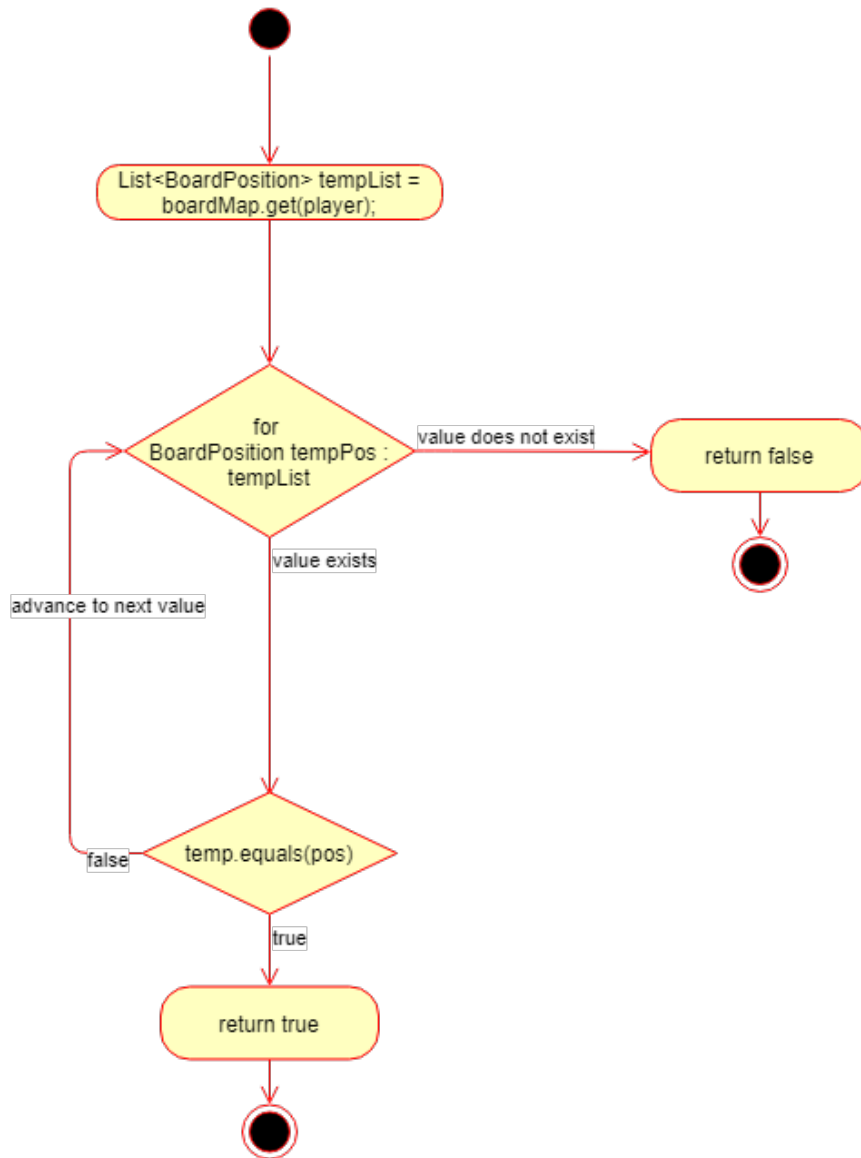 List<BoardPosition> tempList =
boardMap.get(player);
for
BoardPosition tempPos :
tempList
value does not exist
return false
value exists
advance to next value
temp.equals(pos)
false
true
return true